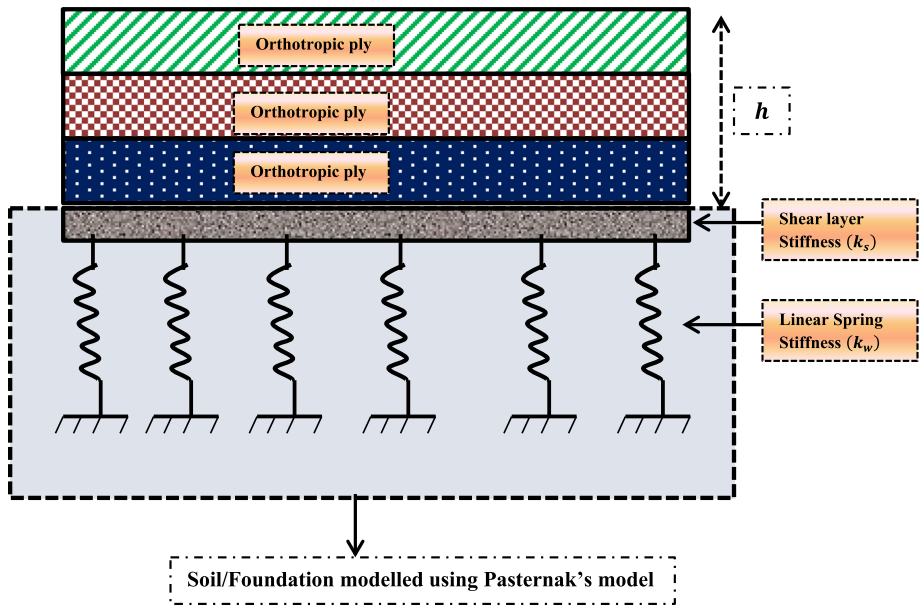 Orthotropic ply
Orthotropic ply
Orthotropic ply
h
Shear layer
Stiffness (kₛ)
Linear Spring
Stiffness (k_w)
Soil/Foundation modelled using Pasternak's model